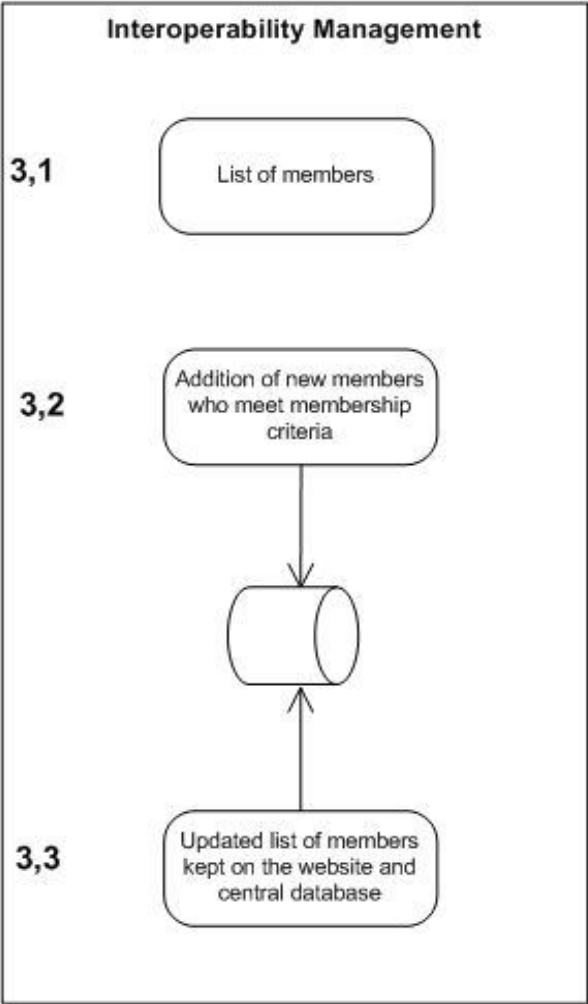 Interoperability Management
3,1
List of members
3,2
Addition of new members
who meet membership
criteria
3,3
Updated list of members
kept on the website and
central database